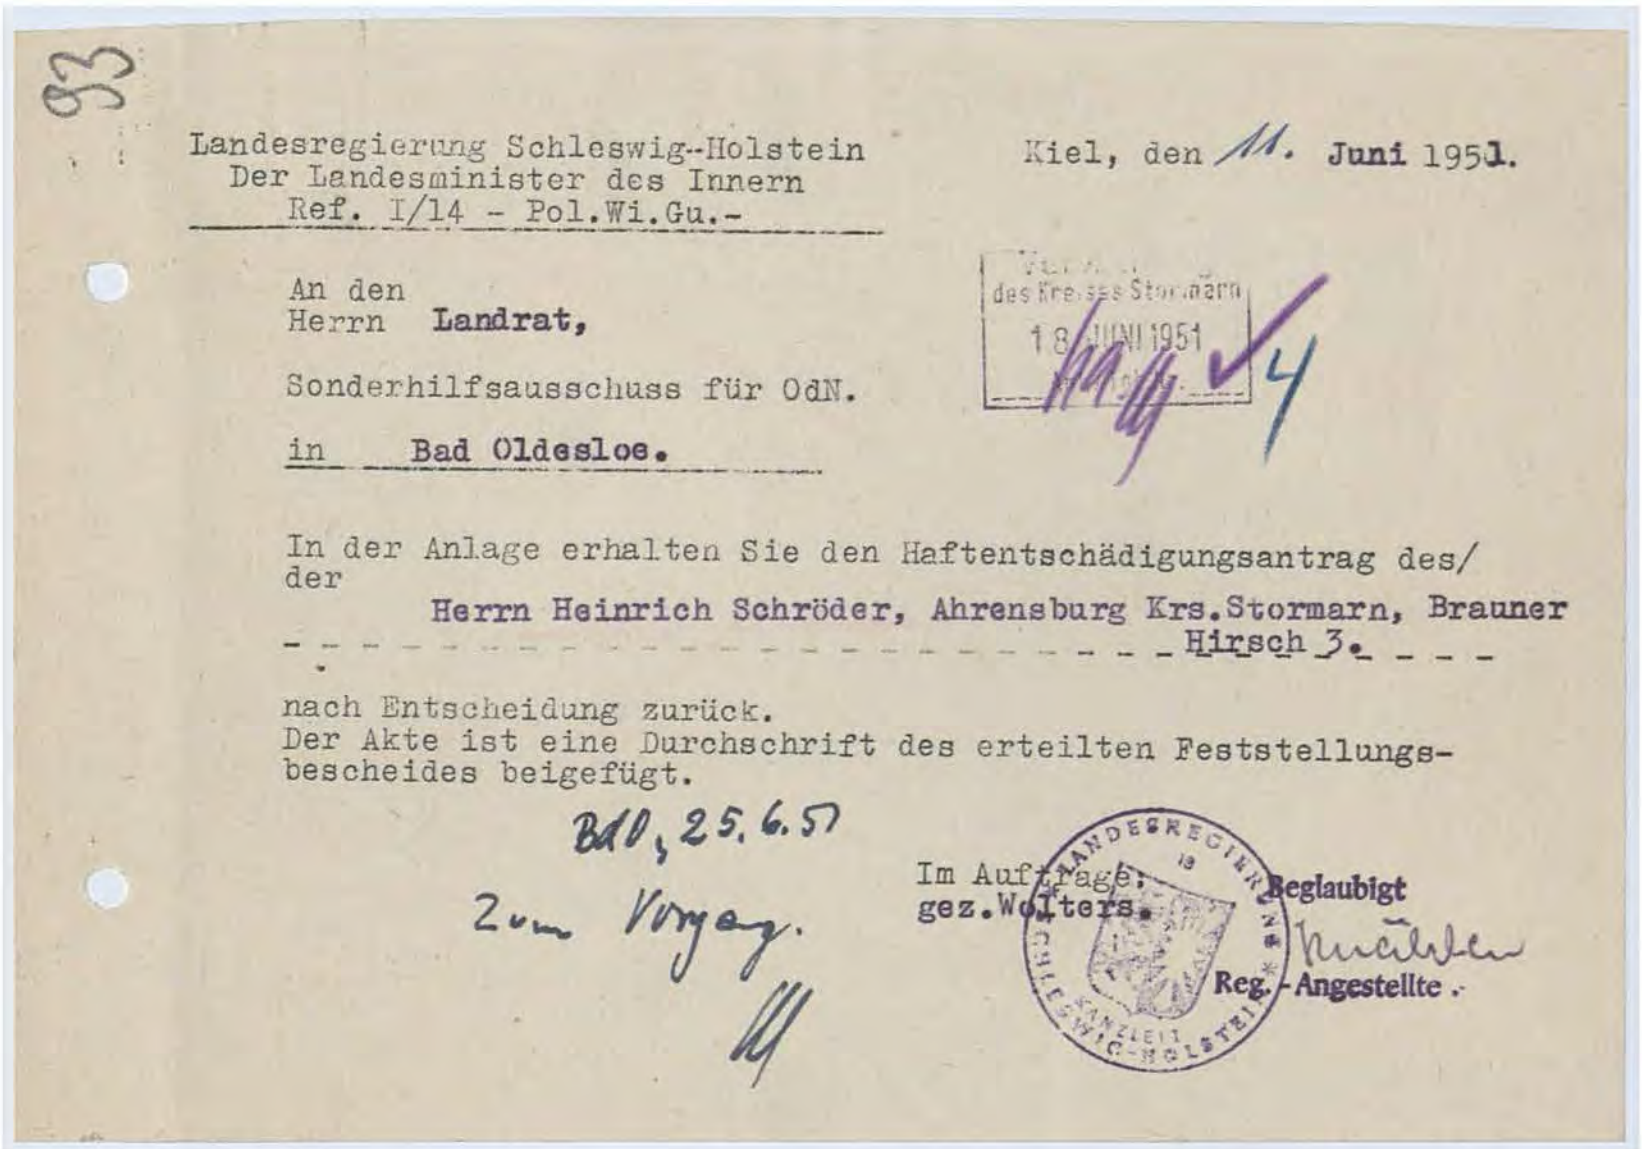 93
Landesregierung Schleswig-Holstein
Der Landesminister des Innern
Ref. I/14 - Pol.Wi.Gu.-
Kiel, den 11. Juni 1951.
des Kreises Stormarn
18. JUNI 1951
4
An den
Herrn Landrat,
Sonderhilfsausschuss für OdN.
in Bad Oldesloe.
In der Anlage erhalten Sie den Haftentschädigungsantrag des/
der
Herrn Heinrich Schröder, Ahrensburg Krs.Stormarn, Brauner
Hirsch 3.
nach Entscheidung zurück.
Der Akte ist eine Durchschrift des erteilten Feststellungs-
bescheides beigefügt.
BdO, 25.6.51
Zum Vorgang.
Im Auftrage:
gez.Wolters.
LANDESREGIERUNG * SCHLESWIG-HOLSTEIN *
19
KANZLEI
Beglaubigt
Reg.-Angestellte.